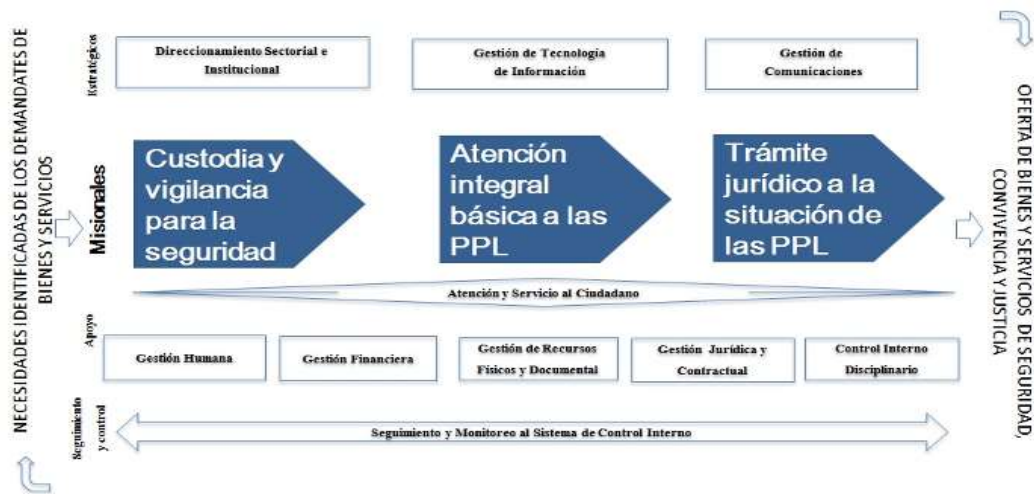 NECESIDADES IDENTIFICADAS DE LOS DEMANDATES DE
BIENES Y SERVICIOS
Estratégicos
Direccionamiento Sectorial e
Institucional
Gestión de Tecnología
de Información
Gestión de
Comunicaciones
Misionales
Custodia y
vigilancia
para la
seguridad
Atención
integral
básica a las
PPL
Trámite
jurídico a la
situación de
las PPL
Atención y Servicio al Ciudadano
Apoyo
Gestión Humana
Gestión Financiera
Gestión de Recursos
Físicos y Documental
Gestión Jurídica y
Contractual
Control Interno
Disciplinario
Seguimiento
y control
Seguimiento y Monitoreo al Sistema de Control Interno
OFERTA DE BIENES Y SERVICIOS DE SEGURIDAD,
CONVIVENCIA Y JUSTICIA